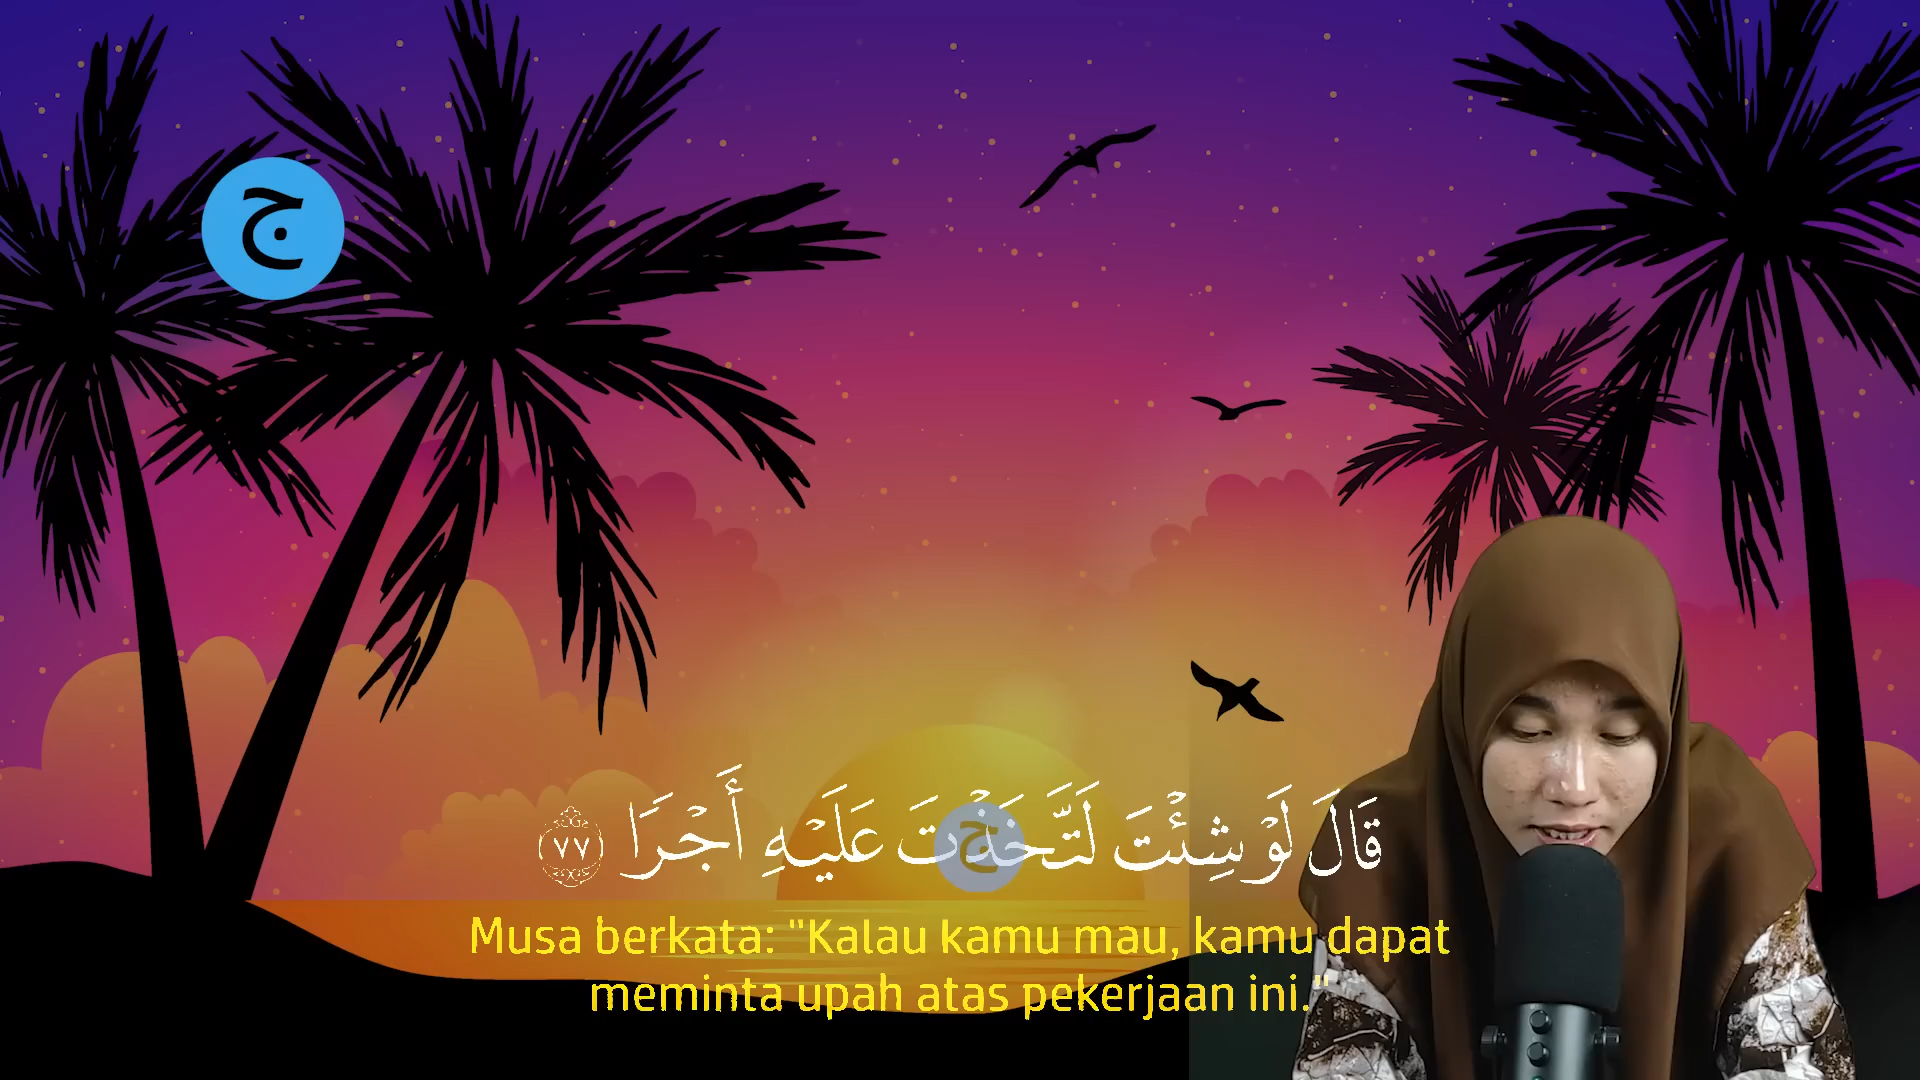 ج
قَالَ لَوْ شِئْتَ لَتَّخَذْتَ عَلَيْهِ أَجْرًا ٧٧
ج
Musa berkata: "Kalau kamu mau, kamu dapat
meminta upah atas pekerjaan ini."